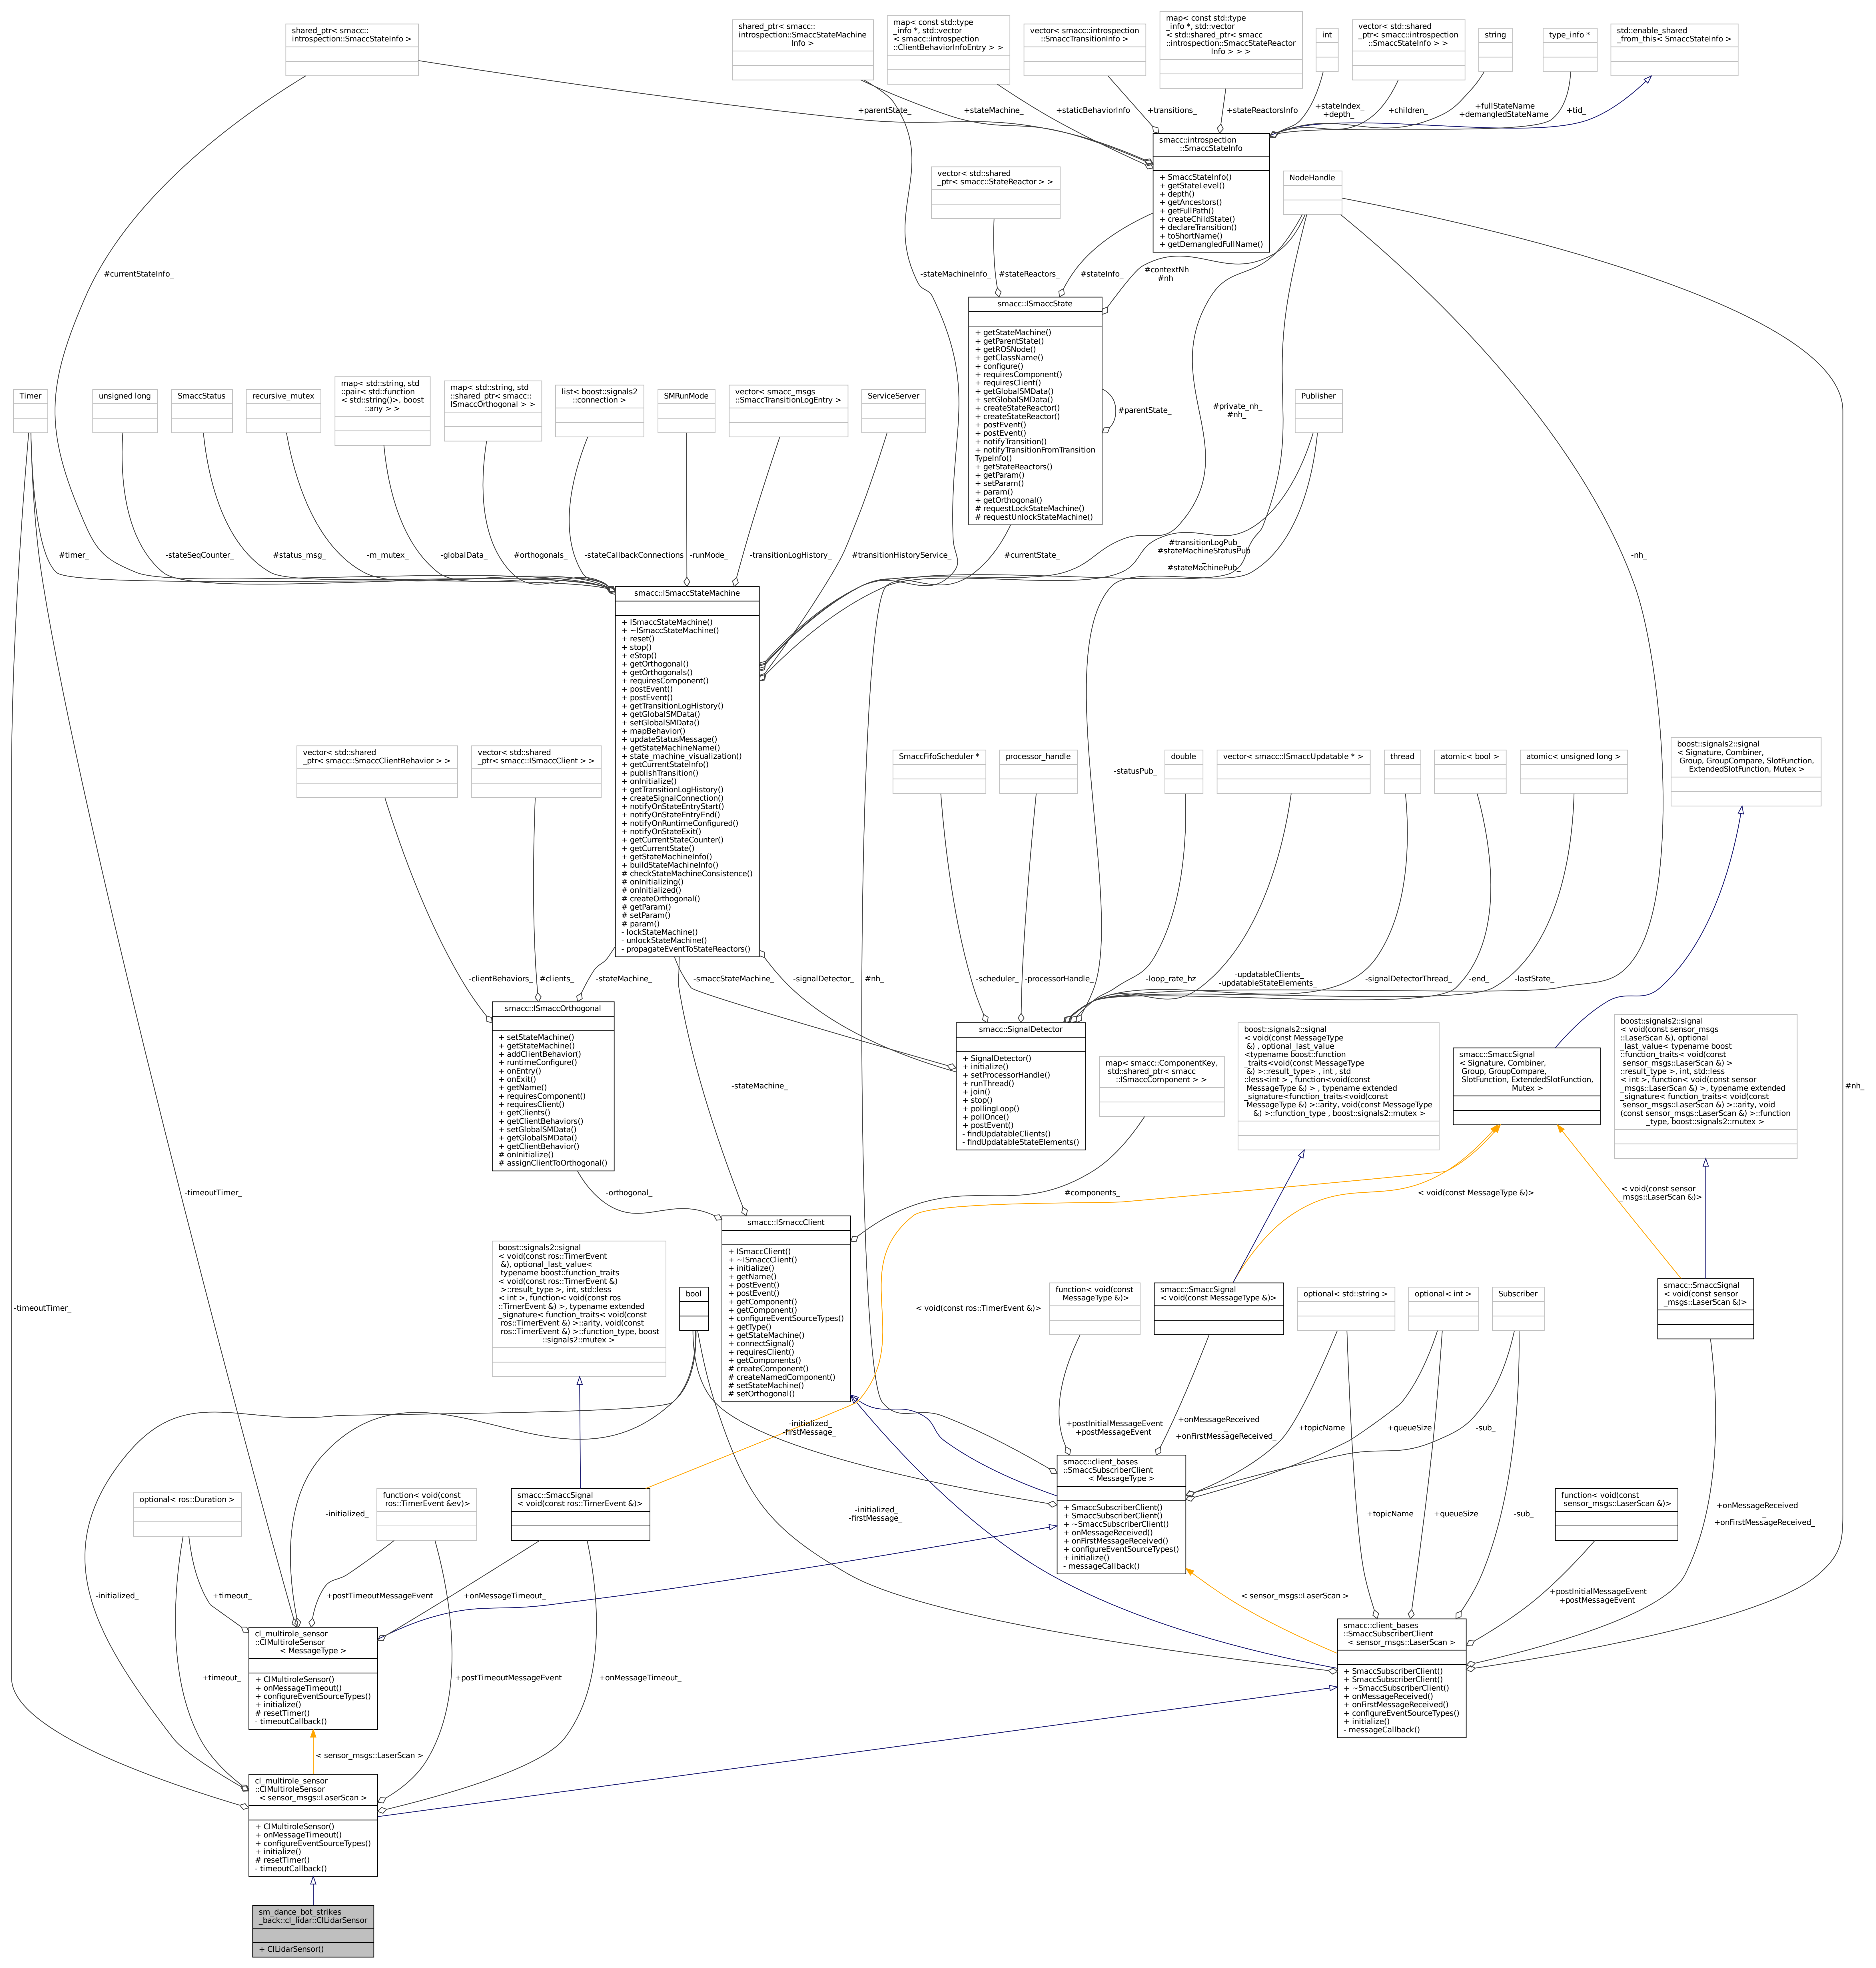 shared_ptr< smacc::
introspection::SmaccStateInfo >
shared_ptr< smacc::
introspection::SmaccStateMachine
Info >
map< const std::type
_info *, std::vector
< smacc::introspection
::ClientBehaviorInfoEntry > >
vector< smacc::introspection
::SmaccTransitionInfo >
map< const std::type
_info *, std::vector
< std::shared_ptr< smacc
::introspection::SmaccStateReactor
Info > > >
int
vector< std::shared
_ptr< smacc::introspection
::SmaccStateInfo > >
string
type_info *
std::enable_shared
_from_this< SmaccStateInfo >
+parentState_
+stateMachine_
+staticBehaviorInfo
+transitions_
+stateReactorsInfo
+stateIndex_
+depth_
+children_
+fullStateName
+demangledStateName
+tid_
smacc::introspection
::SmaccStateInfo
+ SmaccStateInfo()
+ getStateLevel()
+ depth()
+ getAncestors()
+ getFullPath()
+ createChildState()
+ declareTransition()
+ toShortName()
+ getDemangledFullName()
vector< std::shared
_ptr< smacc::StateReactor > >
NodeHandle
#currentStateInfo_
-stateMachineInfo_
#stateReactors_
#stateInfo_
#contextNh
#nh
smacc::ISmaccState
+ getStateMachine()
+ getParentState()
+ getROSNode()
+ getClassName()
+ configure()
+ requiresComponent()
+ requiresClient()
+ getGlobalSMData()
+ setGlobalSMData()
+ createStateReactor()
+ createStateReactor()
+ postEvent()
+ postEvent()
+ notifyTransition()
+ notifyTransitionFromTransition
TypeInfo()
+ getStateReactors()
+ getParam()
+ setParam()
+ param()
+ getOrthogonal()
# requestLockStateMachine()
# requestUnlockStateMachine()
#parentState_
#private_nh_
#nh_
Timer
unsigned long
SmaccStatus
recursive_mutex
map< std::string, std
::pair< std::function
< std::string()>, boost
::any > >
map< std::string, std
::shared_ptr< smacc::
ISmaccOrthogonal > >
list< boost::signals2
::connection >
SMRunMode
vector< smacc_msgs
::SmaccTransitionLogEntry >
ServiceServer
Publisher
#timer_
-stateSeqCounter_
#status_msg_
-m_mutex_
-globalData_
#orthogonals_
-stateCallbackConnections
-runMode_
-transitionLogHistory_
#transitionHistoryService_
#currentState_
#transitionLogPub_
#stateMachineStatusPub
_
#stateMachinePub_
-nh_
smacc::ISmaccStateMachine
+ ISmaccStateMachine()
+ ~ISmaccStateMachine()
+ reset()
+ stop()
+ eStop()
+ getOrthogonal()
+ getOrthogonals()
+ requiresComponent()
+ postEvent()
+ postEvent()
+ getTransitionLogHistory()
+ getGlobalSMData()
+ setGlobalSMData()
+ mapBehavior()
+ updateStatusMessage()
+ getStateMachineName()
+ state_machine_visualization()
+ getCurrentStateInfo()
+ publishTransition()
+ onInitialize()
+ getTransitionLogHistory()
+ createSignalConnection()
+ notifyOnStateEntryStart()
+ notifyOnStateEntryEnd()
+ notifyOnRuntimeConfigured()
+ notifyOnStateExit()
+ getCurrentStateCounter()
+ getCurrentState()
+ getStateMachineInfo()
+ buildStateMachineInfo()
# checkStateMachineConsistence()
# onInitializing()
# onInitialized()
# createOrthogonal()
# getParam()
# setParam()
# param()
- lockStateMachine()
- unlockStateMachine()
- propagateEventToStateReactors()
vector< std::shared
_ptr< smacc::SmaccClientBehavior > >
vector< std::shared
_ptr< smacc::ISmaccClient > >
SmaccFifoScheduler *
processor_handle
-statusPub_
double
vector< smacc::ISmaccUpdatable * >
thread
atomic< bool >
atomic< unsigned long >
boost::signals2::signal
< Signature, Combiner,
Group, GroupCompare, SlotFunction,
ExtendedSlotFunction, Mutex >
-clientBehaviors_
#clients_
-stateMachine_
-smaccStateMachine_
-signalDetector_
#nh_
-scheduler_
-processorHandle_
-loop_rate_hz
-updatableClients_
-updatableStateElements_
-signalDetectorThread_
-end_
-lastState_
smacc::ISmaccOrthogonal
+ setStateMachine()
+ getStateMachine()
+ addClientBehavior()
+ runtimeConfigure()
+ onEntry()
+ onExit()
+ getName()
+ requiresComponent()
+ requiresClient()
+ getClients()
+ getClientBehaviors()
+ setGlobalSMData()
+ getGlobalSMData()
+ getClientBehavior()
# onInitialize()
# assignClientToOrthogonal()
smacc::SignalDetector
+ SignalDetector()
+ initialize()
+ setProcessorHandle()
+ runThread()
+ join()
+ stop()
+ pollingLoop()
+ pollOnce()
+ postEvent()
- findUpdatableClients()
- findUpdatableStateElements()
map< smacc::ComponentKey,
std::shared_ptr< smacc
::ISmaccComponent > >
boost::signals2::signal
< void(const MessageType
&) , optional_last_value
<typename boost::function
_traits<void(const MessageType
&) >::result_type> , int , std
::less<int > , function<void(const
MessageType &) > , typename extended
_signature<function_traits<void(const
MessageType &) >::arity, void(const MessageType
&) >::function_type , boost::signals2::mutex >
smacc::SmaccSignal
< Signature, Combiner,
Group, GroupCompare,
SlotFunction, ExtendedSlotFunction,
Mutex >
boost::signals2::signal
< void(const sensor_msgs
::LaserScan &), optional
_last_value< typename boost
::function_traits< void(const
sensor_msgs::LaserScan &) >
::result_type >, int, std::less
< int >, function< void(const sensor
_msgs::LaserScan &) >, typename extended
_signature< function_traits< void(const
sensor_msgs::LaserScan &) >::arity, void
(const sensor_msgs::LaserScan &) >::function
_type, boost::signals2::mutex >
#nh_
-stateMachine_
-timeoutTimer_
-orthogonal_
#components_
< void(const MessageType &)>
< void(const sensor
_msgs::LaserScan &)>
smacc::ISmaccClient
+ ISmaccClient()
+ ~ISmaccClient()
+ initialize()
+ getName()
+ postEvent()
+ postEvent()
+ getComponent()
+ getComponent()
+ configureEventSourceTypes()
+ getType()
+ getStateMachine()
+ connectSignal()
+ requiresClient()
+ getComponents()
# createComponent()
# createNamedComponent()
# setStateMachine()
# setOrthogonal()
boost::signals2::signal
< void(const ros::TimerEvent
&), optional_last_value<
typename boost::function_traits
< void(const ros::TimerEvent &)
>::result_type >, int, std::less
< int >, function< void(const ros
::TimerEvent &) >, typename extended
_signature< function_traits< void(const
ros::TimerEvent &) >::arity, void(const
ros::TimerEvent &) >::function_type, boost
::signals2::mutex >
bool
-timeoutTimer_
< void(const ros::TimerEvent &)>
function< void(const
MessageType &)>
smacc::SmaccSignal
< void(const MessageType &)>
optional< std::string >
optional< int >
Subscriber
smacc::SmaccSignal
< void(const sensor
_msgs::LaserScan &)>
-initialized_
-firstMessage_
+postInitialMessageEvent
+postMessageEvent
+onMessageReceived
_
+onFirstMessageReceived_
+topicName
+queueSize
-sub_
smacc::client_bases
::SmaccSubscriberClient
< MessageType >
+ SmaccSubscriberClient()
+ SmaccSubscriberClient()
+ ~SmaccSubscriberClient()
+ onMessageReceived()
+ onFirstMessageReceived()
+ configureEventSourceTypes()
+ initialize()
- messageCallback()
optional< ros::Duration >
-initialized_
function< void(const
ros::TimerEvent &ev)>
smacc::SmaccSignal
< void(const ros::TimerEvent &)>
-initialized_
-firstMessage_
+topicName
+queueSize
-sub_
function< void(const
sensor_msgs::LaserScan &)>
+onMessageReceived
_
+onFirstMessageReceived_
-initialized_
+timeout_
+postTimeoutMessageEvent
+onMessageTimeout_
< sensor_msgs::LaserScan >
+postInitialMessageEvent
+postMessageEvent
cl_multirole_sensor
::ClMultiroleSensor
< MessageType >
+ ClMultiroleSensor()
+ onMessageTimeout()
+ configureEventSourceTypes()
+ initialize()
# resetTimer()
- timeoutCallback()
smacc::client_bases
::SmaccSubscriberClient
< sensor_msgs::LaserScan >
+ SmaccSubscriberClient()
+ SmaccSubscriberClient()
+ ~SmaccSubscriberClient()
+ onMessageReceived()
+ onFirstMessageReceived()
+ configureEventSourceTypes()
+ initialize()
- messageCallback()
+timeout_
+postTimeoutMessageEvent
+onMessageTimeout_
< sensor_msgs::LaserScan >
cl_multirole_sensor
::ClMultiroleSensor
< sensor_msgs::LaserScan >
+ ClMultiroleSensor()
+ onMessageTimeout()
+ configureEventSourceTypes()
+ initialize()
# resetTimer()
- timeoutCallback()
sm_dance_bot_strikes
_back::cl_lidar::ClLidarSensor
+ ClLidarSensor()